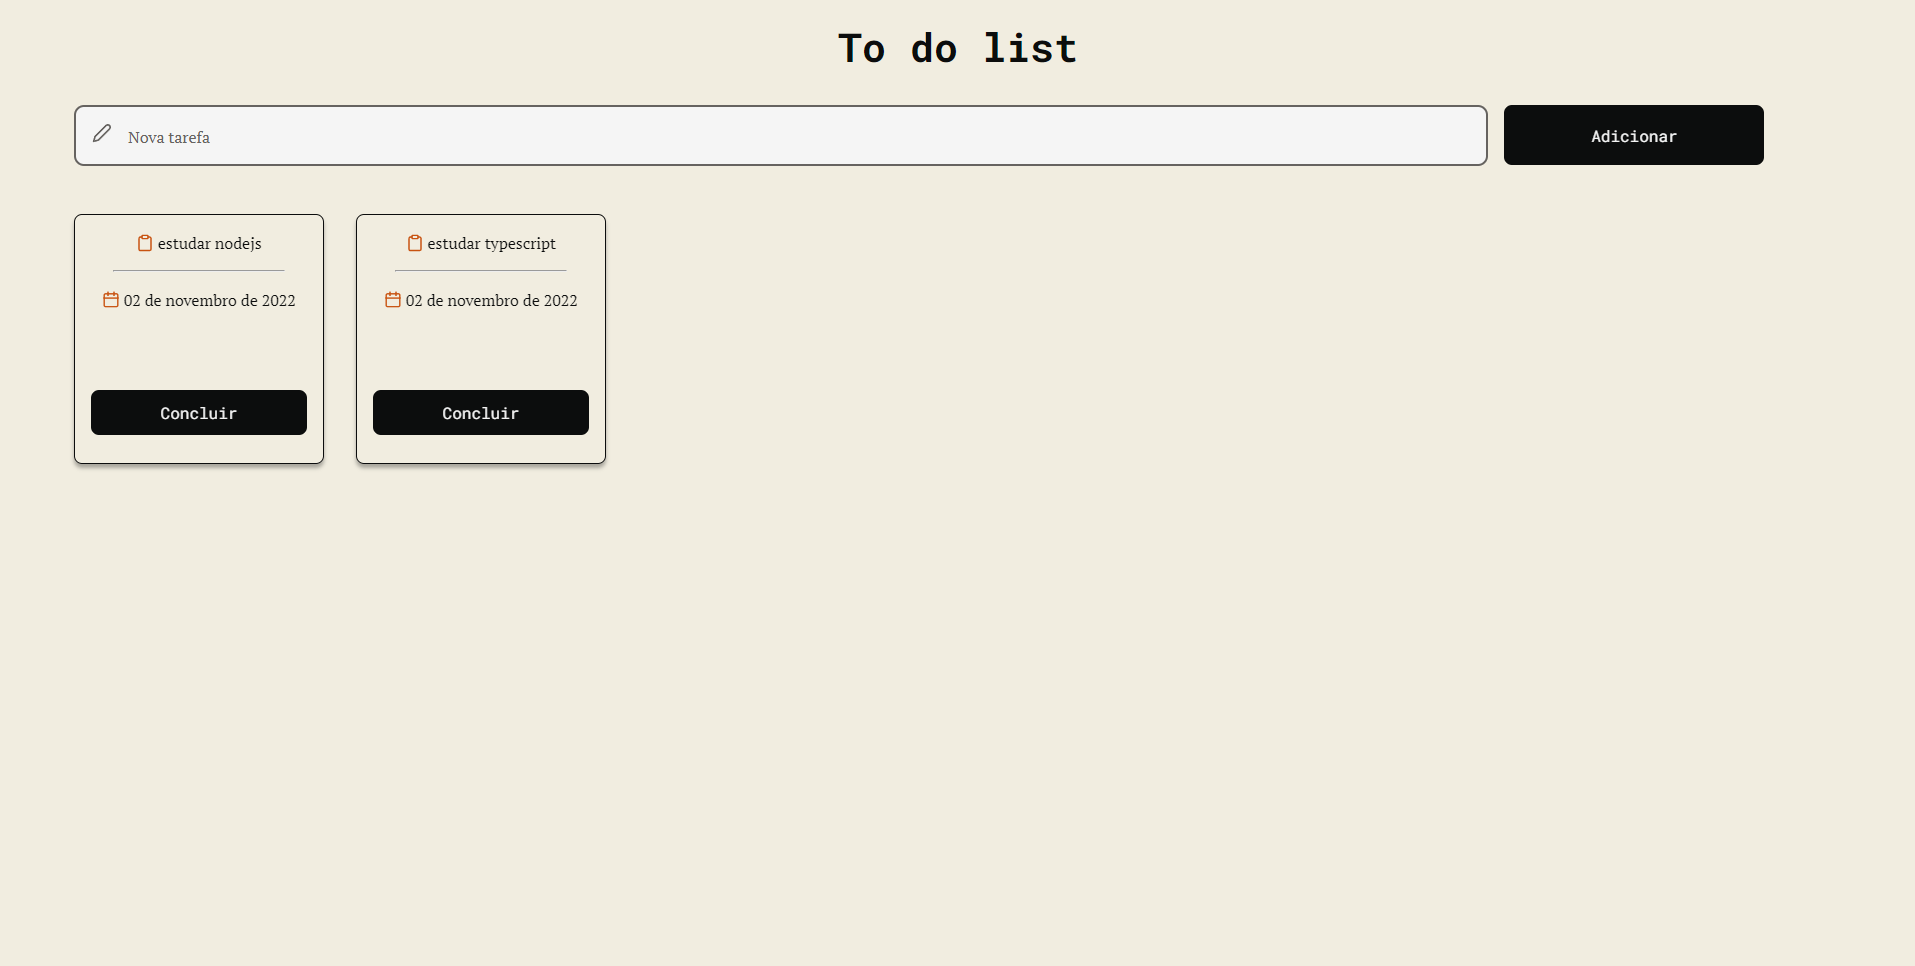 To do list
Nova tarefa
Adicionar
estudar nodejs
02 de novembro de 2022
Concluir
estudar typescript
02 de novembro de 2022
Concluir